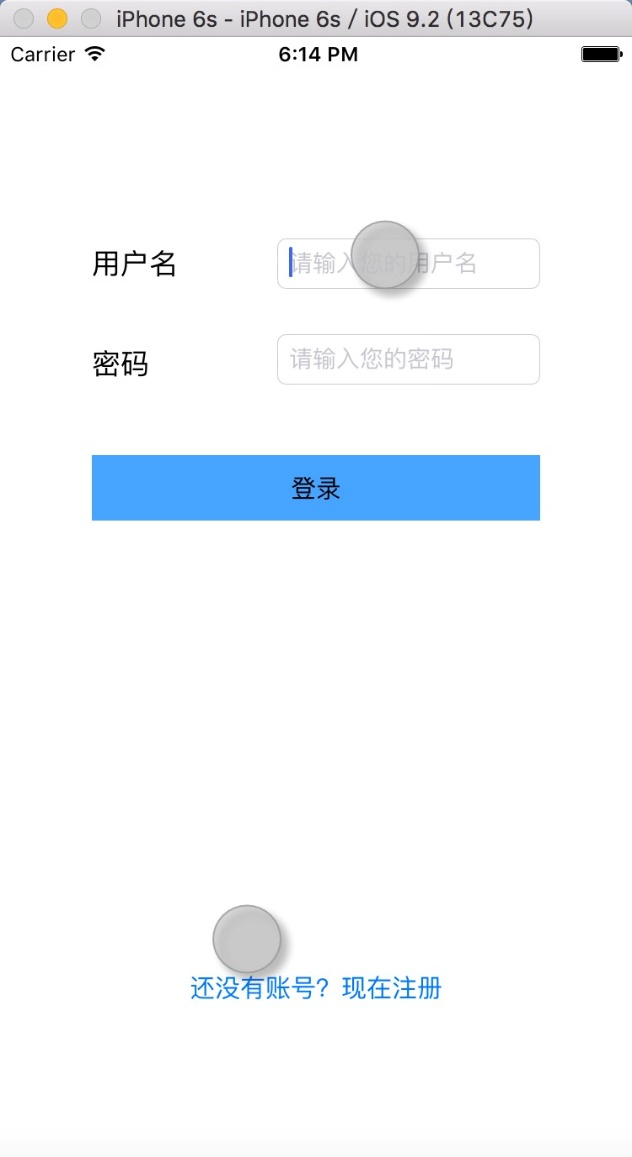 iPhone 6s - iPhone 6s / iOS 9.2 (13C75)
Carrier 6:14 PM
用户名 请输入您的用户名
密码 请输入您的密码
登录
还没有账号？现在注册